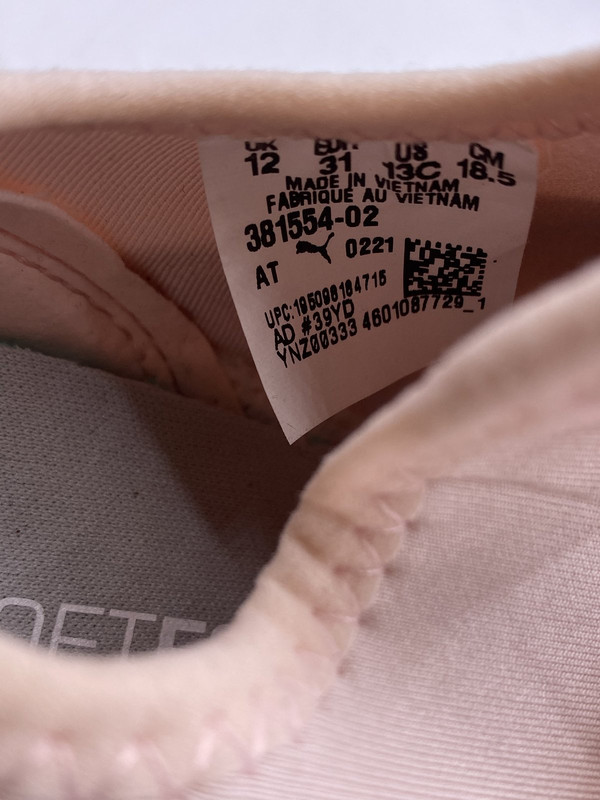 UK EUR US CM
12 31 13C 18.5
MADE IN VIETNAM
FABRIQUE AU VIETNAM
381554-02
AT 0221
UPC:195096184715
AD #39YD
YNZ00333 4601087729_1